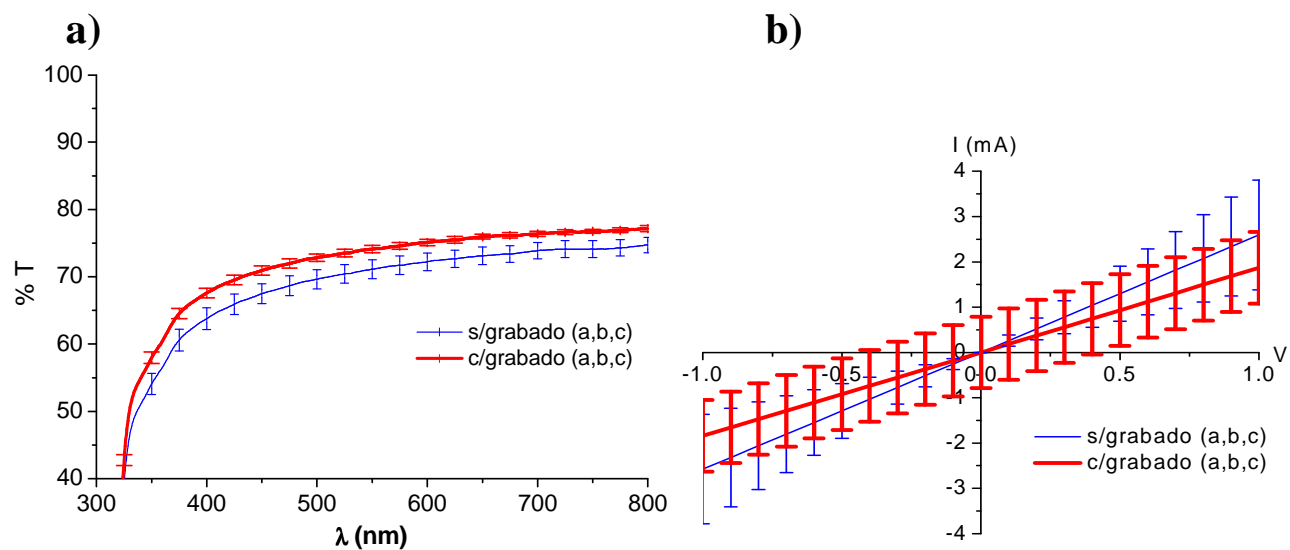 a)
100
90
80
70
60
50
40
% T
300 400 500 600 700 800
λ (nm)
s/grabado (a,b,c)
c/grabado (a,b,c)
b)
I (mA)
4
3
2
1
0
-1
-2
-3
-4
-1.0 -0.5 0.0 0.5 1.0
V
s/grabado (a,b,c)
c/grabado (a,b,c)